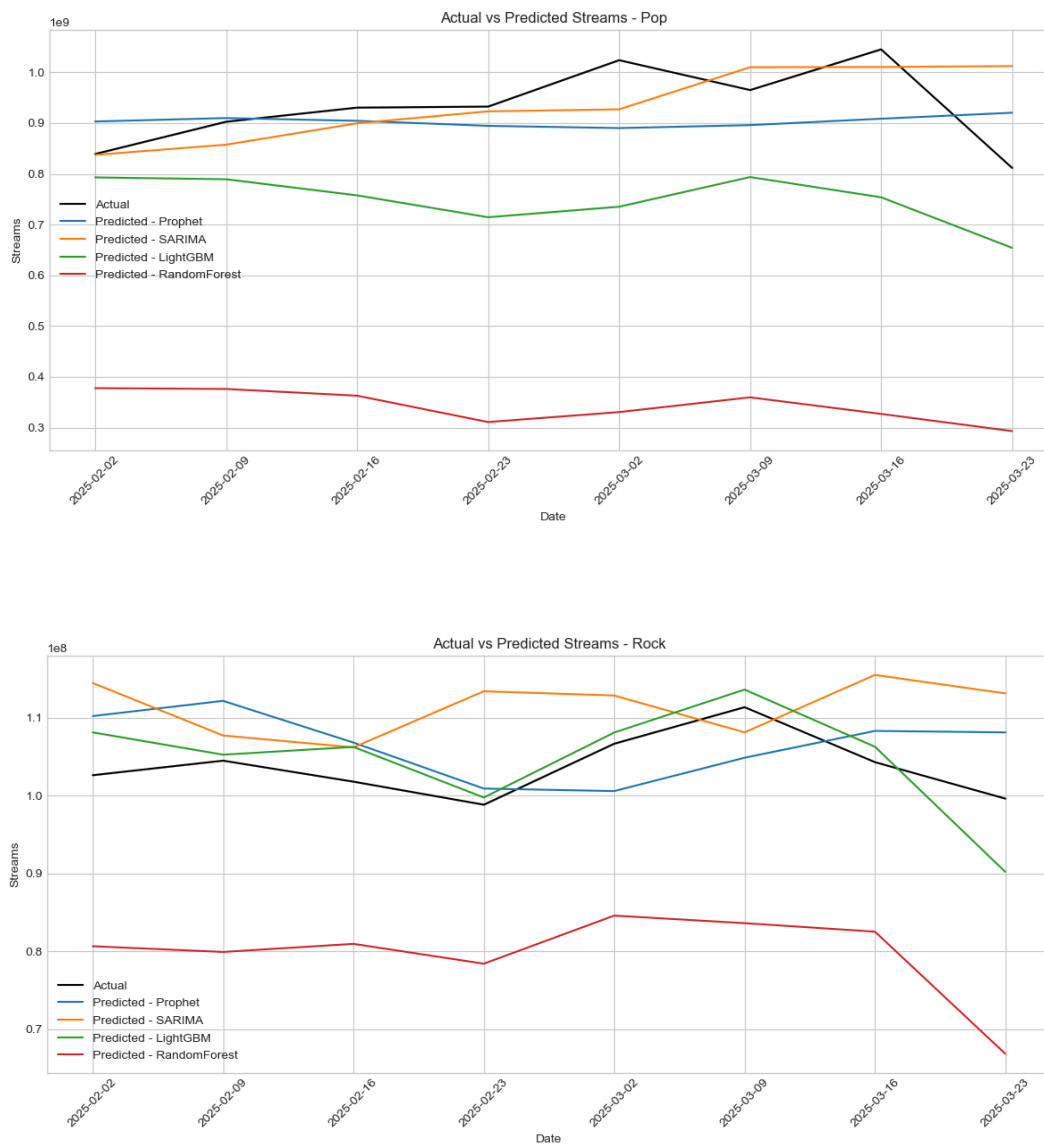 Actual vs Predicted Streams - Pop
1e9
1.0
0.9
0.8
0.7
0.6
0.5
0.4
0.3
Streams
Actual
Predicted - Prophet
Predicted - SARIMA
Predicted - LightGBM
Predicted - RandomForest
2025-02-02
2025-02-09
2025-02-16
2025-02-23
2025-03-02
2025-03-09
2025-03-16
2025-03-23
Date
Actual vs Predicted Streams - Rock
1e8
1.1
1.0
0.9
0.8
0.7
Streams
Actual
Predicted - Prophet
Predicted - SARIMA
Predicted - LightGBM
Predicted - RandomForest
2025-02-02
2025-02-09
2025-02-16
2025-02-23
2025-03-02
2025-03-09
2025-03-16
2025-03-23
Date